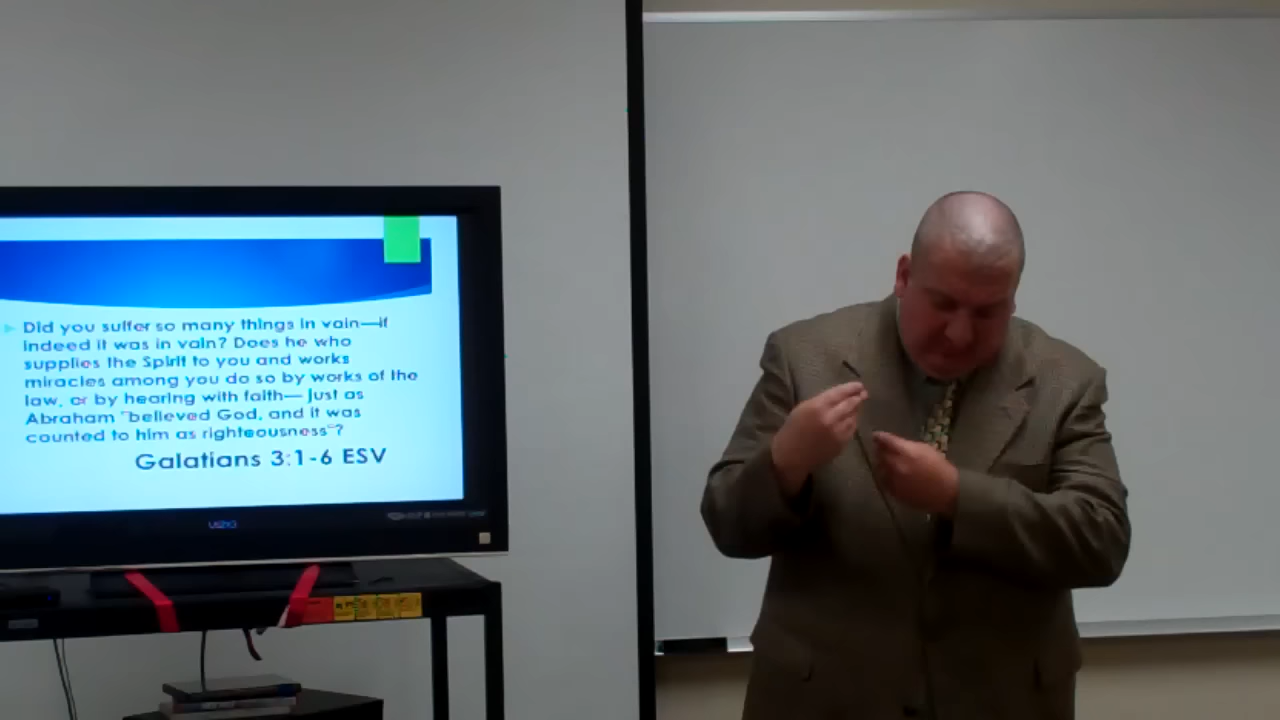 Did you suffer so many things in vain—if
indeed it was in vain? Does he who
supplies the Spirit to you and works
miracles among you do so by works of the
law, or by hearing with faith— just as
Abraham "believed God, and it was
counted to him as righteousness"?
Galatians 3:1-6 ESV
VIZIO